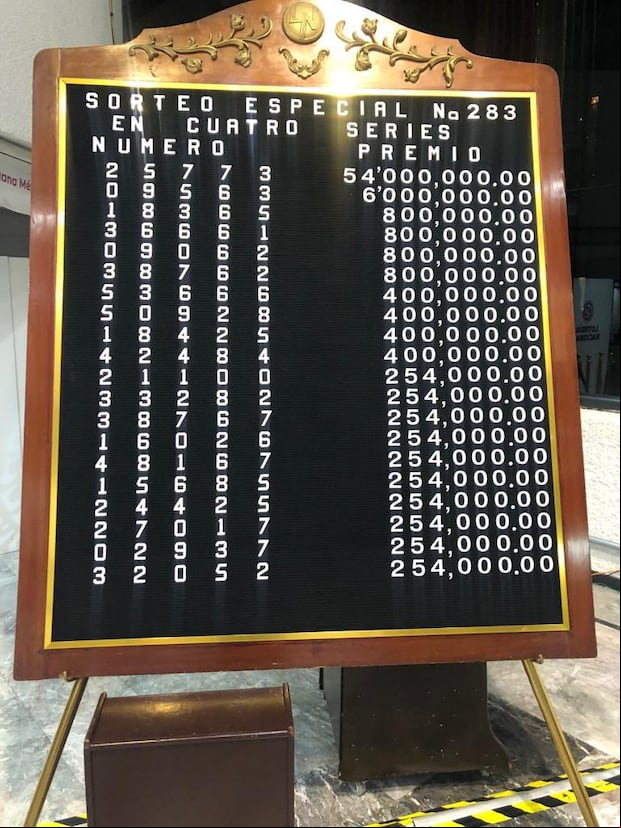 SORTEO ESPECIAL No 283
EN CUATRO SERIES
NUMERO PREMIO
2 5 7 7 3 54'000,000.00
0 9 5 6 3 6'000,000.00
1 8 3 6 5 800,000.00
3 6 6 6 1 800,000.00
0 9 0 6 2 800,000.00
3 8 7 6 2 800,000.00
5 3 6 6 6 400,000.00
5 0 9 2 8 400,000.00
1 8 4 2 5 400,000.00
4 2 4 8 4 400,000.00
2 1 1 0 0 254,000.00
3 3 2 8 2 254,000.00
3 8 7 6 7 254,000.00
1 6 0 2 6 254,000.00
4 8 1 6 7 254,000.00
1 5 6 8 5 254,000.00
2 4 4 2 5 254,000.00
2 7 0 1 7 254,000.00
0 2 9 3 7 254,000.00
3 2 0 5 2 254,000.00